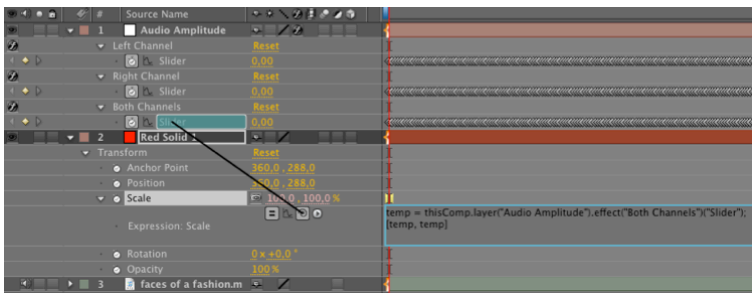 # Source Name
1 Audio Amplitude
Left Channel Reset
Slider 0,00
Right Channel Reset
Slider 0,00
Both Channels Reset
Slider 0,00
2 Red Solid 1
Transform Reset
Anchor Point 360,0 , 288,0
Position 360,0 , 288,0
Scale 100,0 , 100,0 %
temp = thisComp.layer("Audio Amplitude").effect("Both Channels")("Slider");
[temp, temp]
Expression: Scale
Rotation 0 x +0,0 °
Opacity 100 %
3 faces of a fashion.m